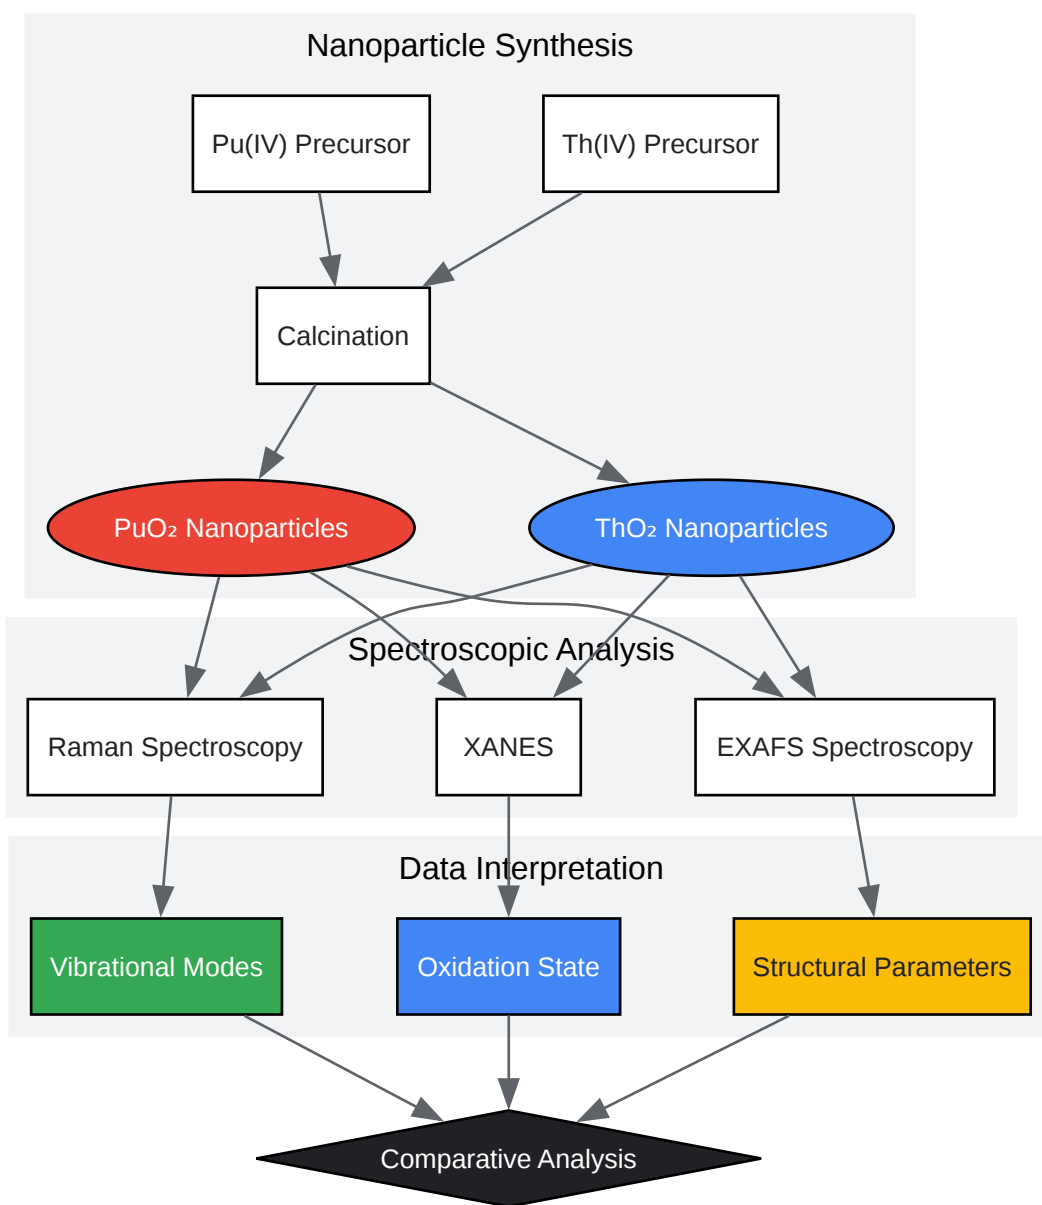 Nanoparticle Synthesis
Pu(IV) Precursor
Th(IV) Precursor
Calcination
PuO₂ Nanoparticles
ThO₂ Nanoparticles
Spectroscopic Analysis
Raman Spectroscopy
XANES
EXAFS Spectroscopy
Data Interpretation
Vibrational Modes
Oxidation State
Structural Parameters
Comparative Analysis